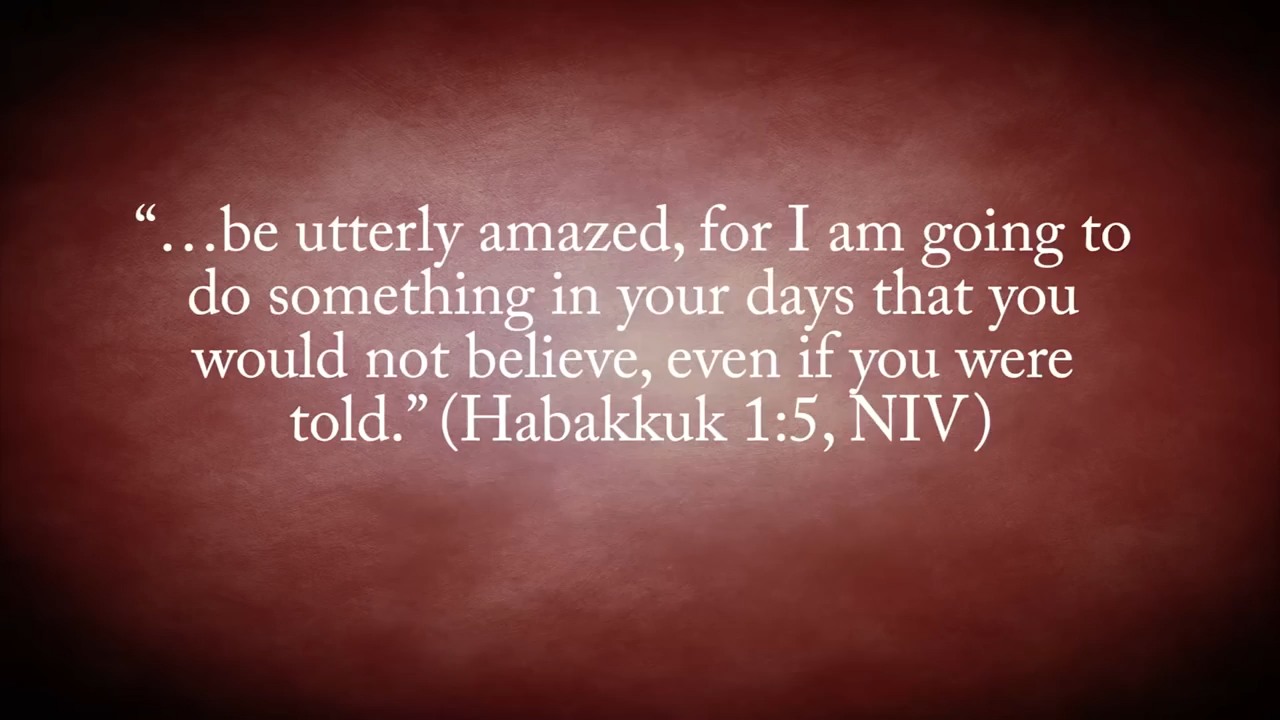 “…be utterly amazed, for I am going to
do something in your days that you
would not believe, even if you were
told.” (Habakkuk 1:5, NIV)